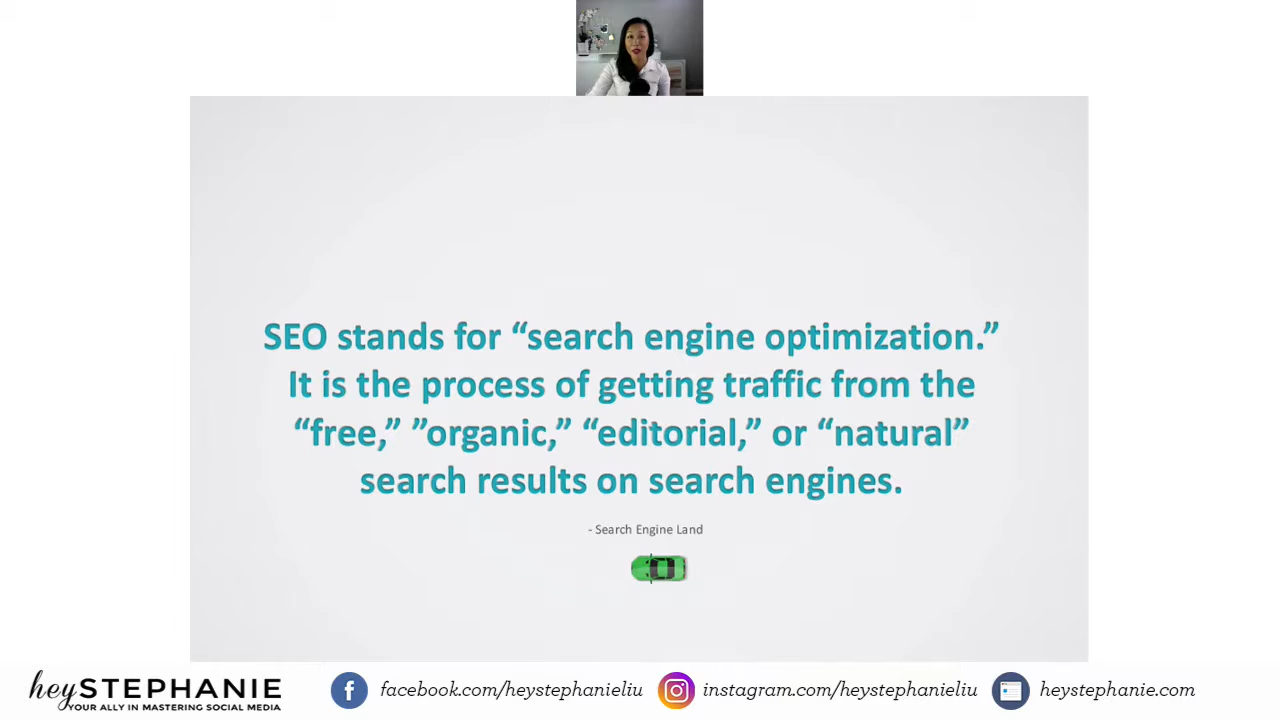 SEO stands for “search engine optimization.”
It is the process of getting traffic from the
“free,” ”organic,” “editorial,” or “natural”
search results on search engines.
- Search Engine Land
heySTEPHANIE
YOUR ALLY IN MASTERING SOCIAL MEDIA
facebook.com/heystephanieliu
instagram.com/heystephanieliu
heystephanie.com